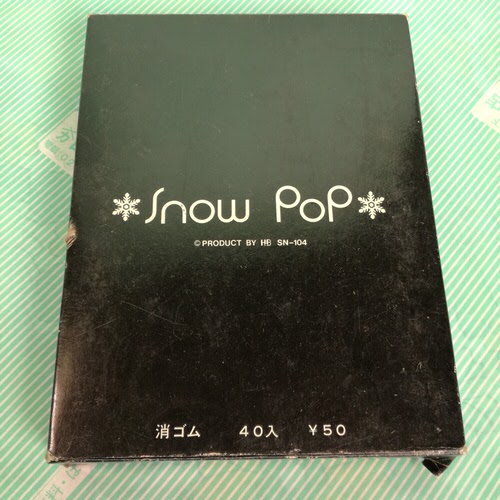 Snow PoP
©PRODUCT BY HB SN-104
消ゴム 40入 ¥50